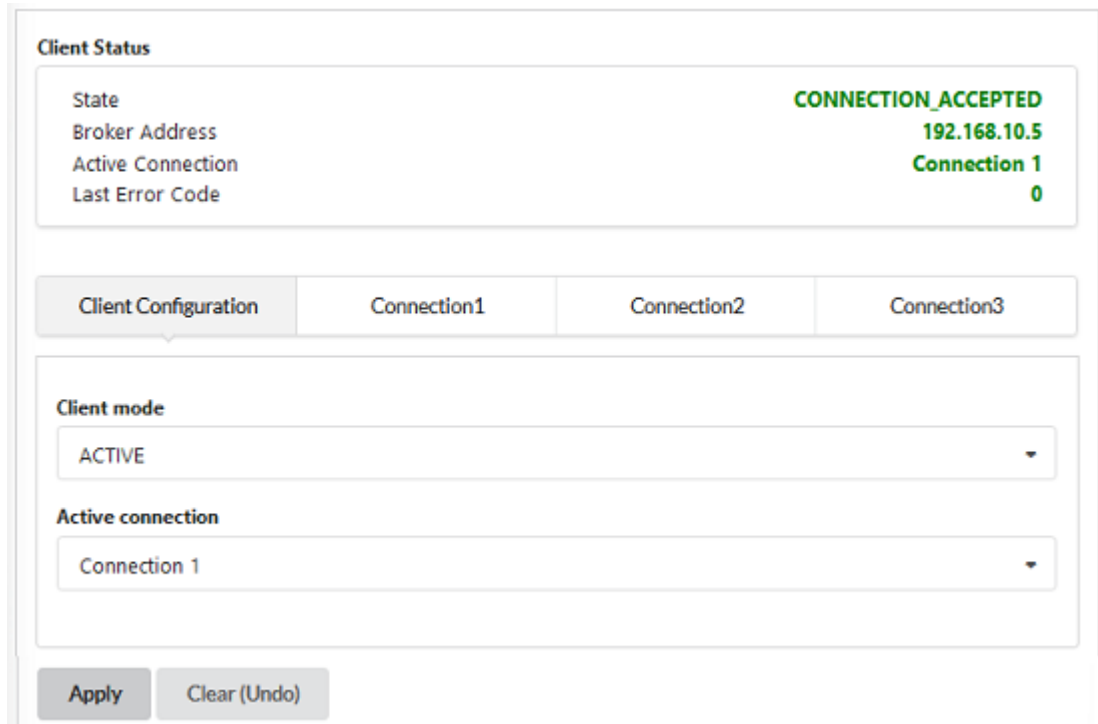 Client Status
State CONNECTION_ACCEPTED
Broker Address 192.168.10.5
Active Connection Connection 1
Last Error Code 0
Client Configuration Connection1 Connection2 Connection3
Client mode
ACTIVE
Active connection
Connection 1
Apply Clear (Undo)